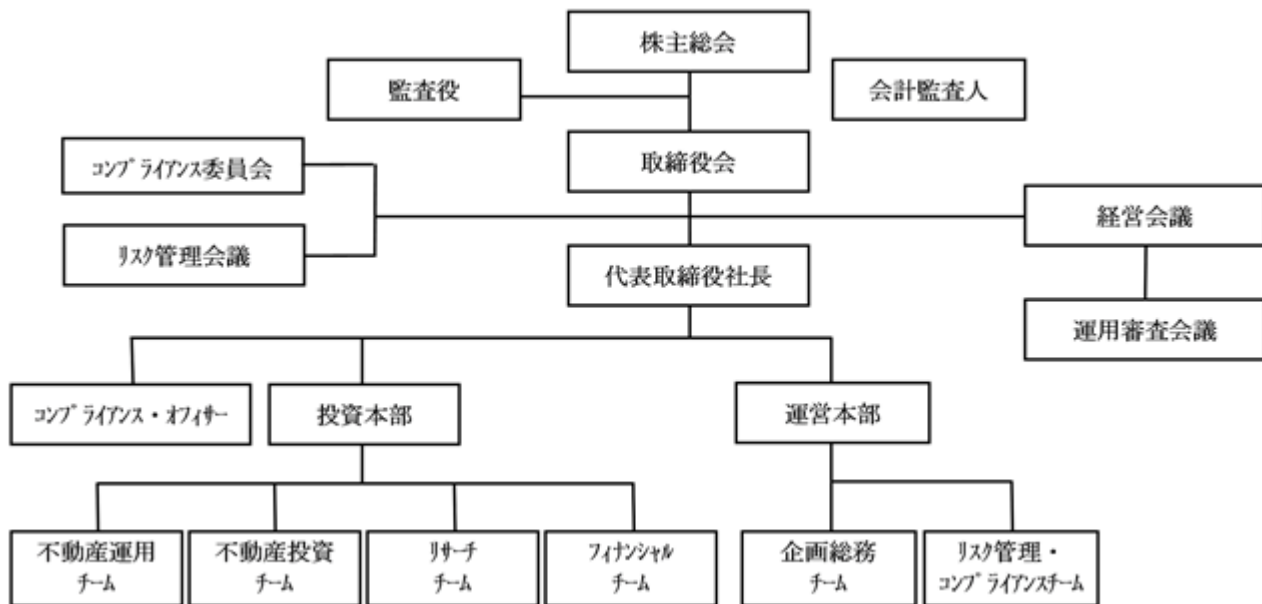 株主総会
監査役
会計監査人
取締役会
コンプライアンス委員会
経営会議
リスク管理会議
代表取締役社長
運用審査会議
コンプライアンス・オフィサー
投資本部
運営本部
不動産運用
チーム
不動産投資
チーム
リサーチ
チーム
フィナンシャル
チーム
企画総務
チーム
リスク管理・
コンプライアンスチーム